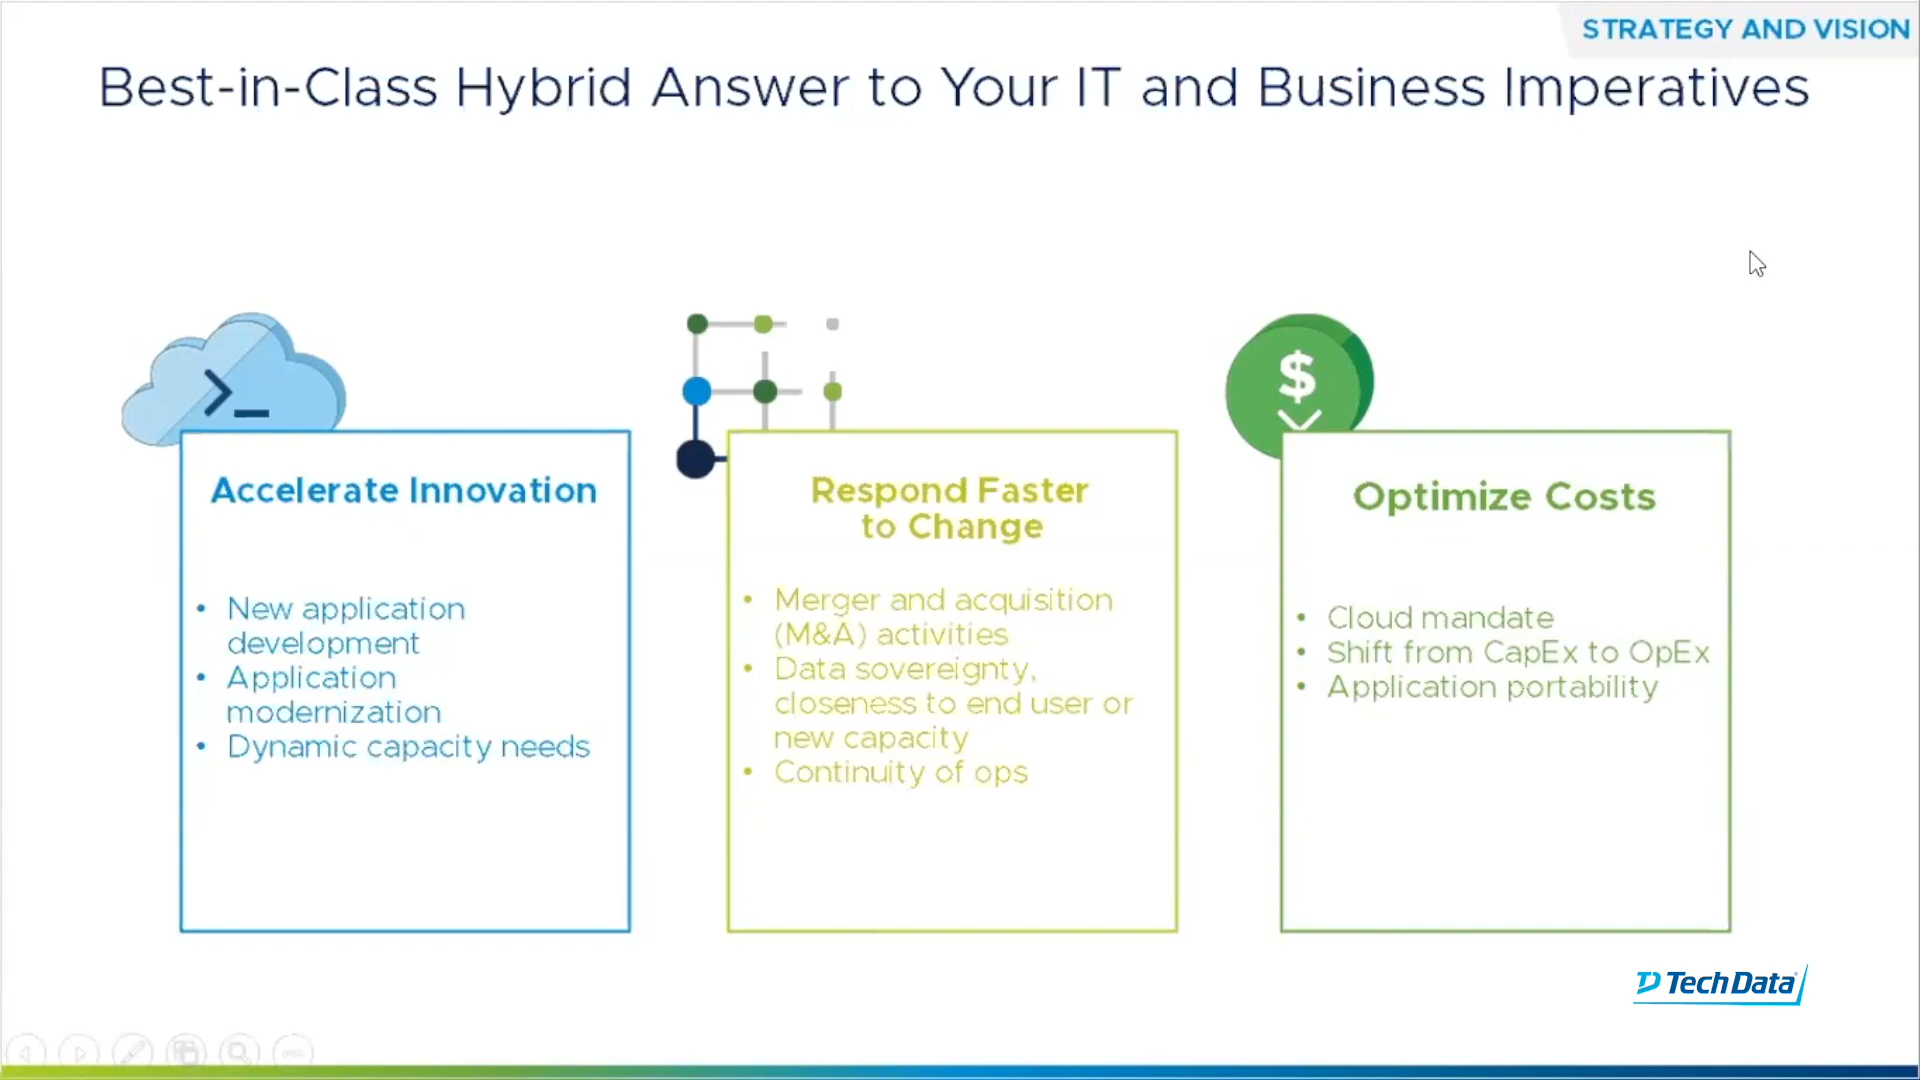 STRATEGY AND VISION
Best-in-Class Hybrid Answer to Your IT and Business Imperatives
>_
$
Accelerate Innovation
• New application
development
• Application
modernization
• Dynamic capacity needs
Respond Faster
to Change
• Merger and acquisition
(M&A) activities
• Data sovereignty,
closeness to end user or
new capacity
• Continuity of ops
Optimize Costs
• Cloud mandate
• Shift from CapEx to OpEx
• Application portability
TD Tech Data